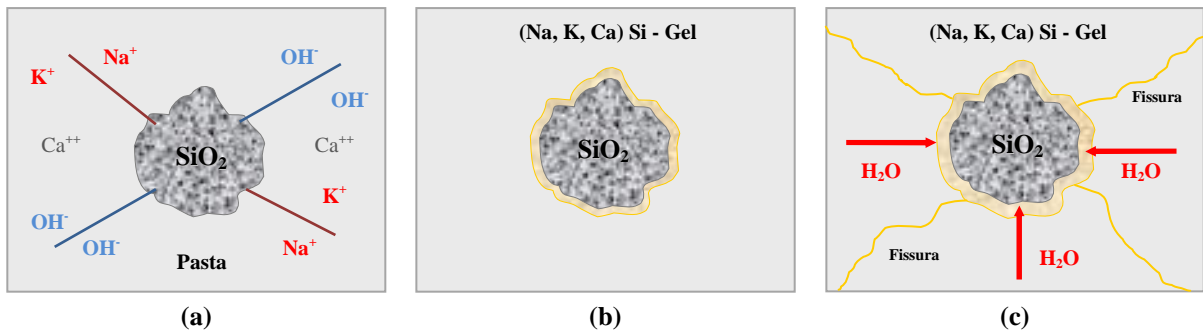 Na⁺
K⁺
OH⁻
OH⁻
Ca⁺⁺
SiO₂
Ca⁺⁺
K⁺
OH⁻
OH⁻
Na⁺
Pasta
(a)
(Na, K, Ca) Si - Gel
SiO₂
(b)
(Na, K, Ca) Si - Gel
Fissura
SiO₂
H₂O
H₂O
Fissura
H₂O
(c)